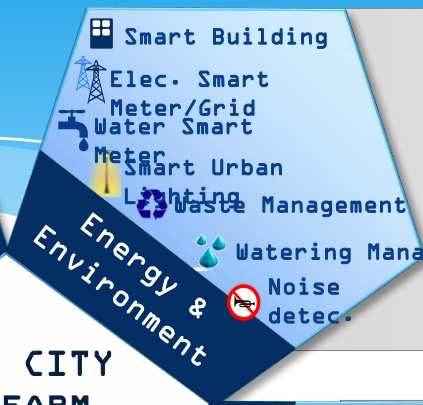 Smart Building
Elec. Smart
Meter/Grid
Water Smart
Meter
Smart Urban
Lighting
Waste Management
Watering Mana
Noise
detec.
Energy &
Environment
CITY
FARM